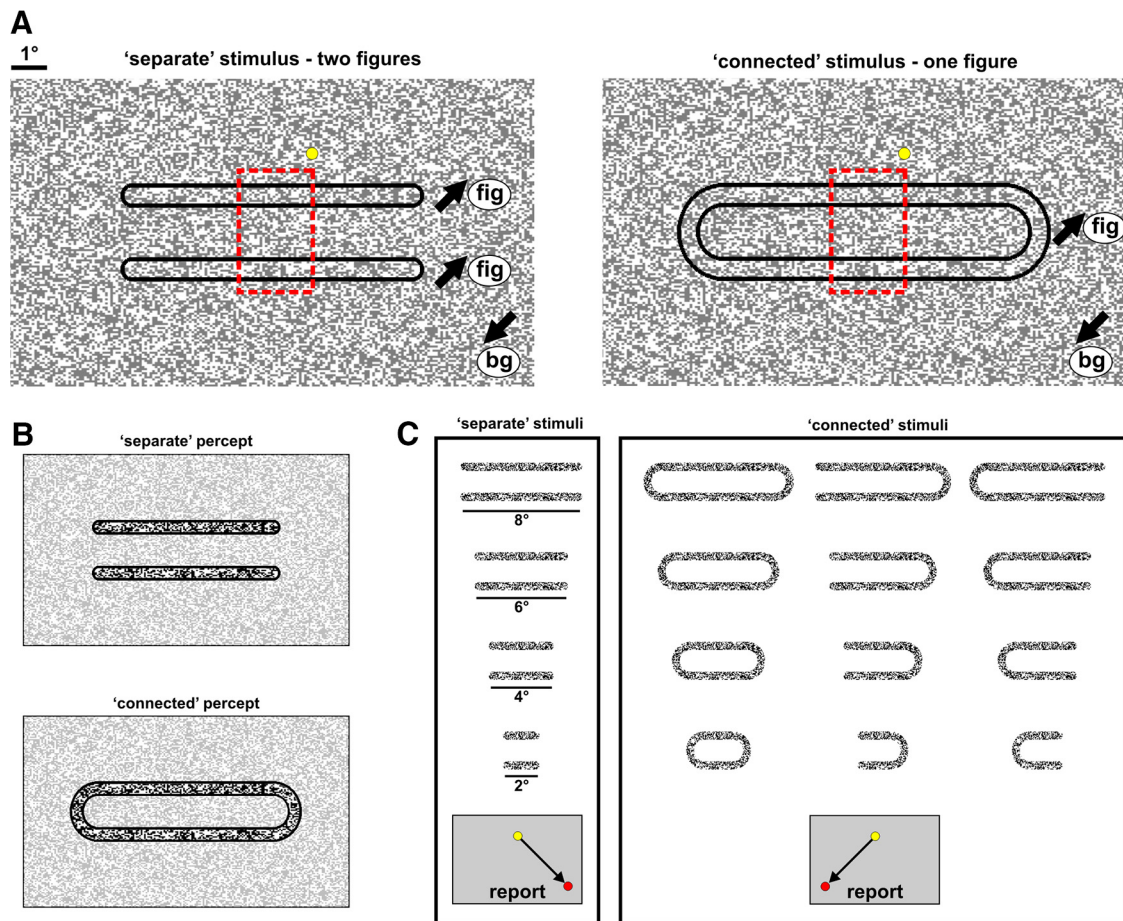 A
1°
‘separate’ stimulus - two figures
‘connected’ stimulus - one figure
fig
fig
bg
fig
bg
B
‘separate’ percept
‘connected’ percept
C
‘separate’ stimuli
‘connected’ stimuli
8°
6°
4°
2°
report
report